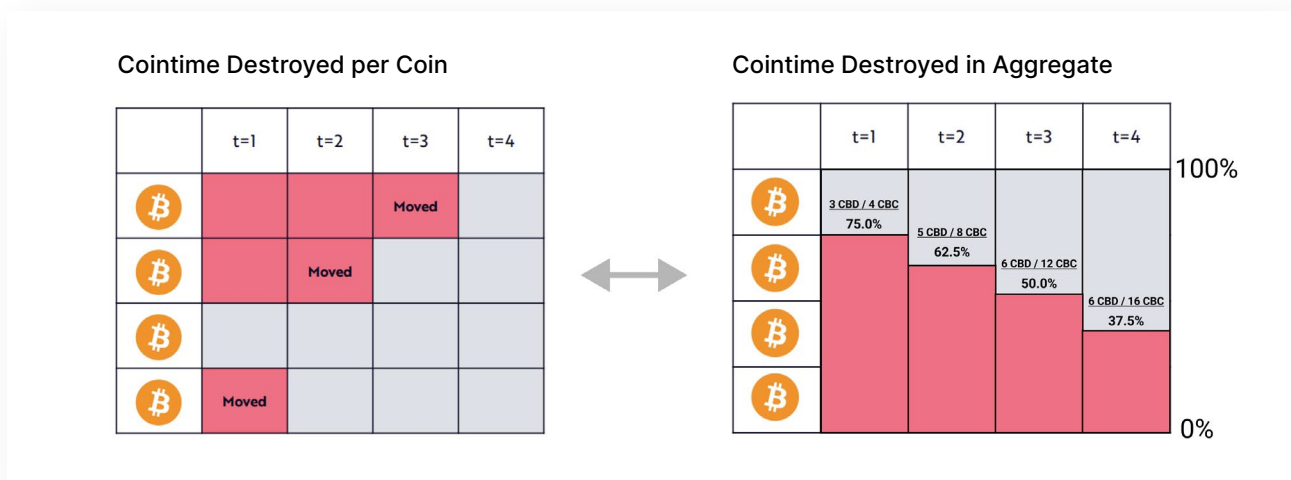 Cointime Destroyed per Coin
t=1 t=2 t=3 t=4
Moved
Moved
Moved
Cointime Destroyed in Aggregate
t=1 t=2 t=3 t=4
100%
3 CBD / 4 CBC
75.0%
5 CBD / 8 CBC
62.5%
6 CBD / 12 CBC
50.0%
6 CBD / 16 CBC
37.5%
0%